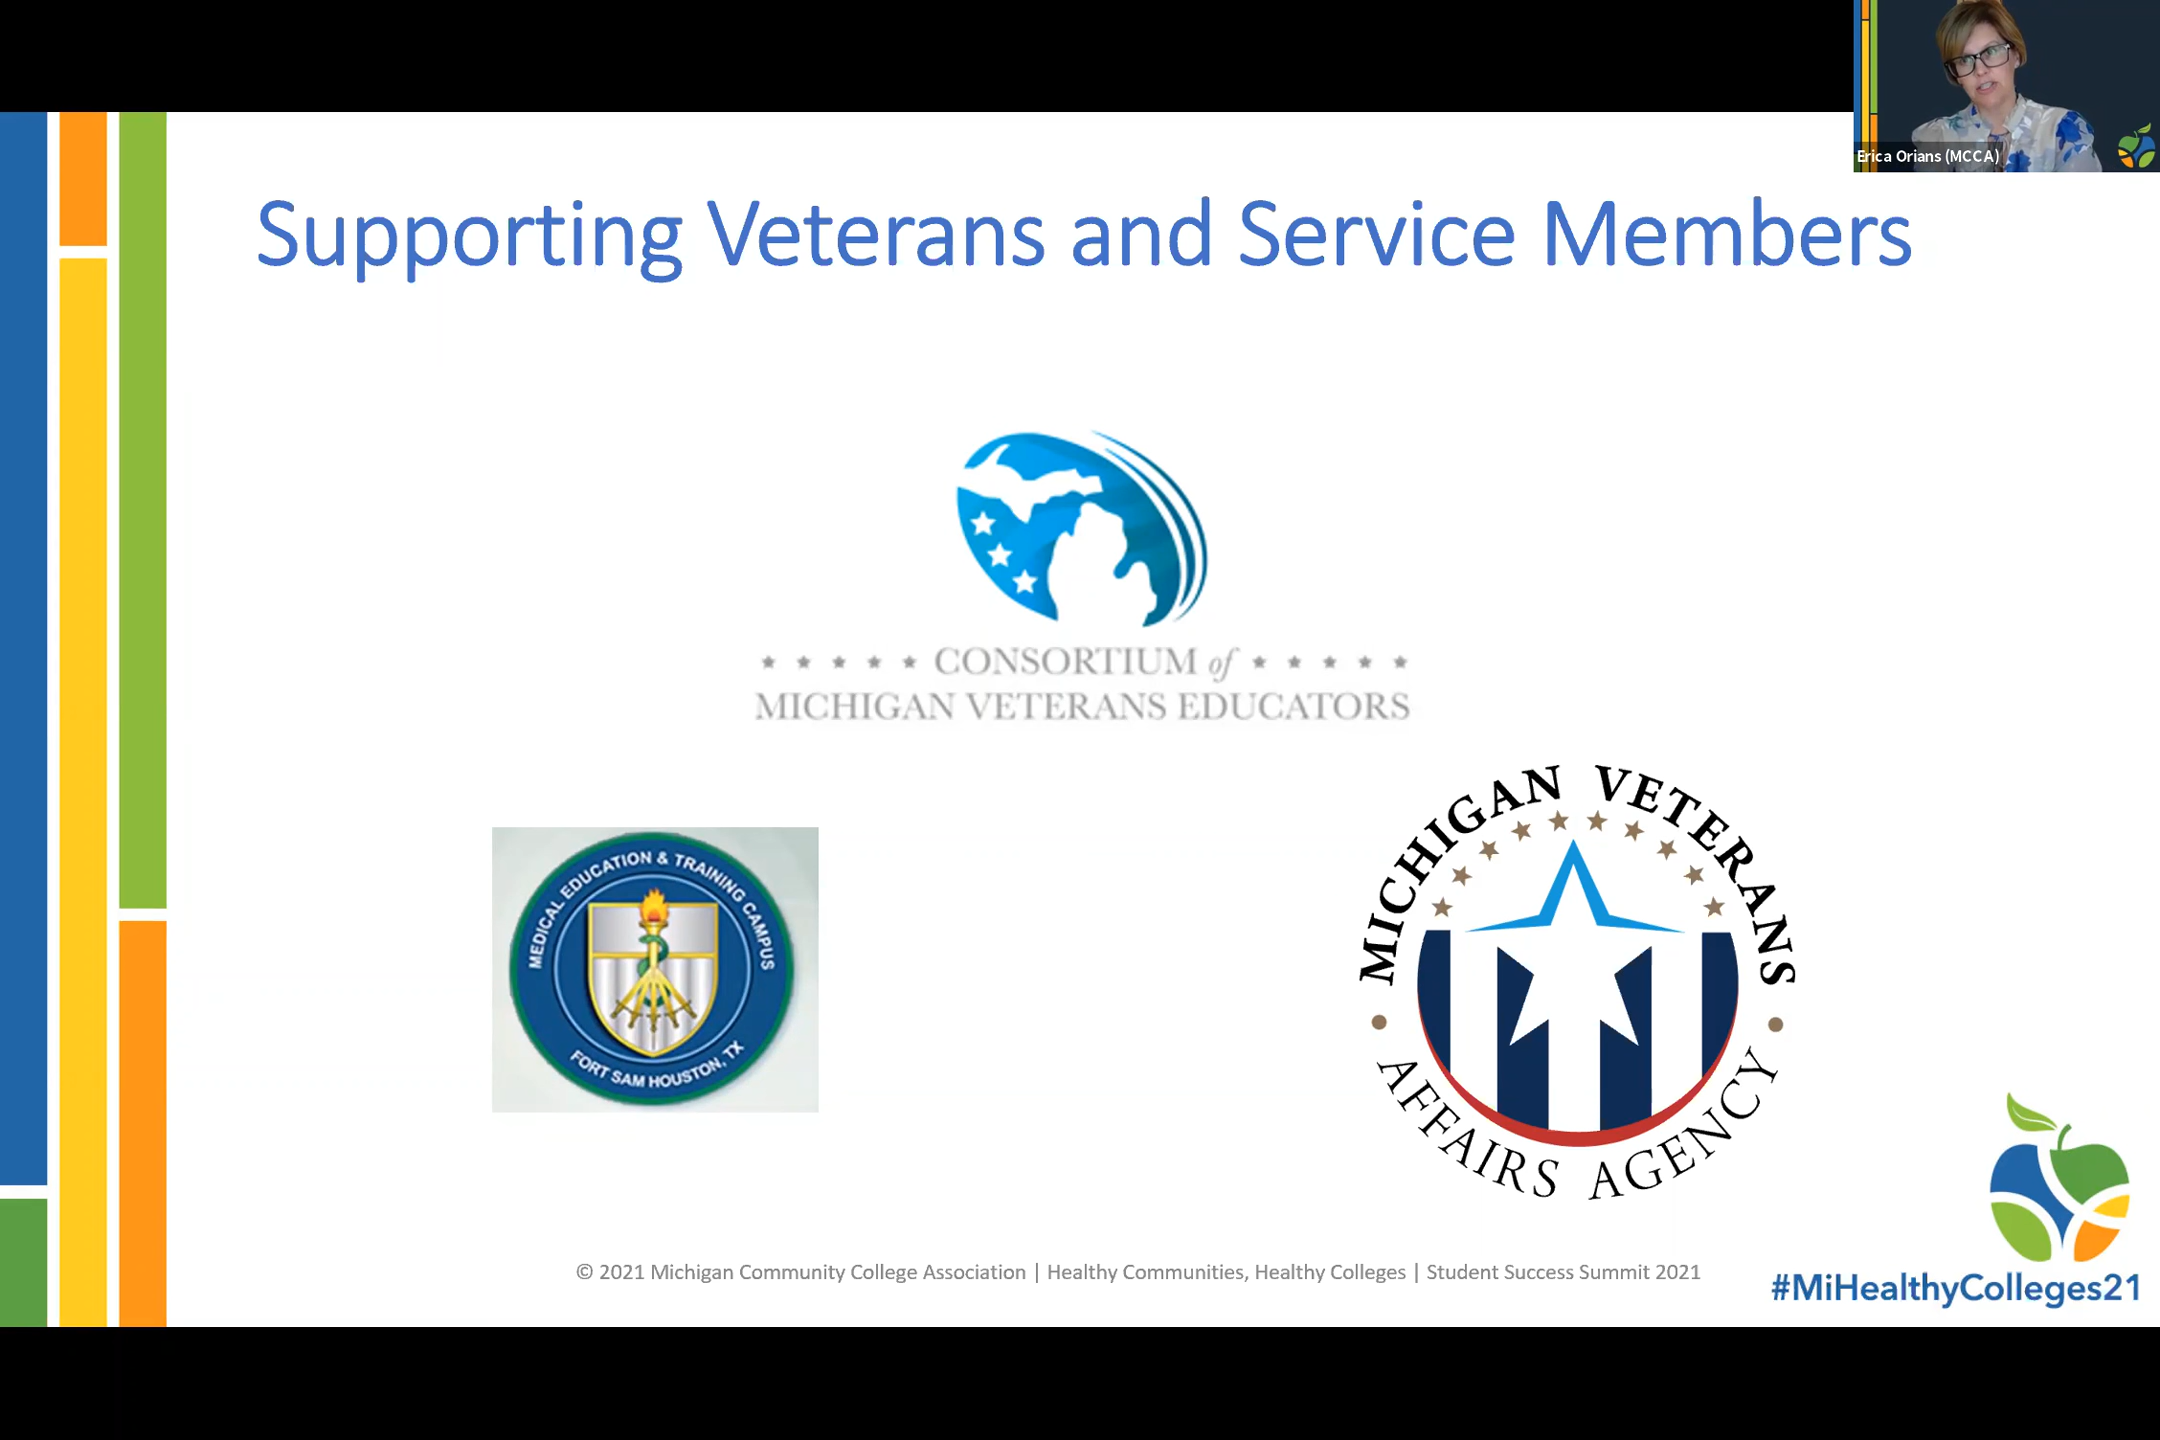 Erica Orians (MCCA)
Supporting Veterans and Service Members
CONSORTIUM of
MICHIGAN VETERANS EDUCATORS
MEDICAL EDUCATION & TRAINING CAMPUS
FORT SAM HOUSTON, TX
MICHIGAN VETERANS
AFFAIRS AGENCY
© 2021 Michigan Community College Association | Healthy Communities, Healthy Colleges | Student Success Summit 2021
#MiHealthyColleges21